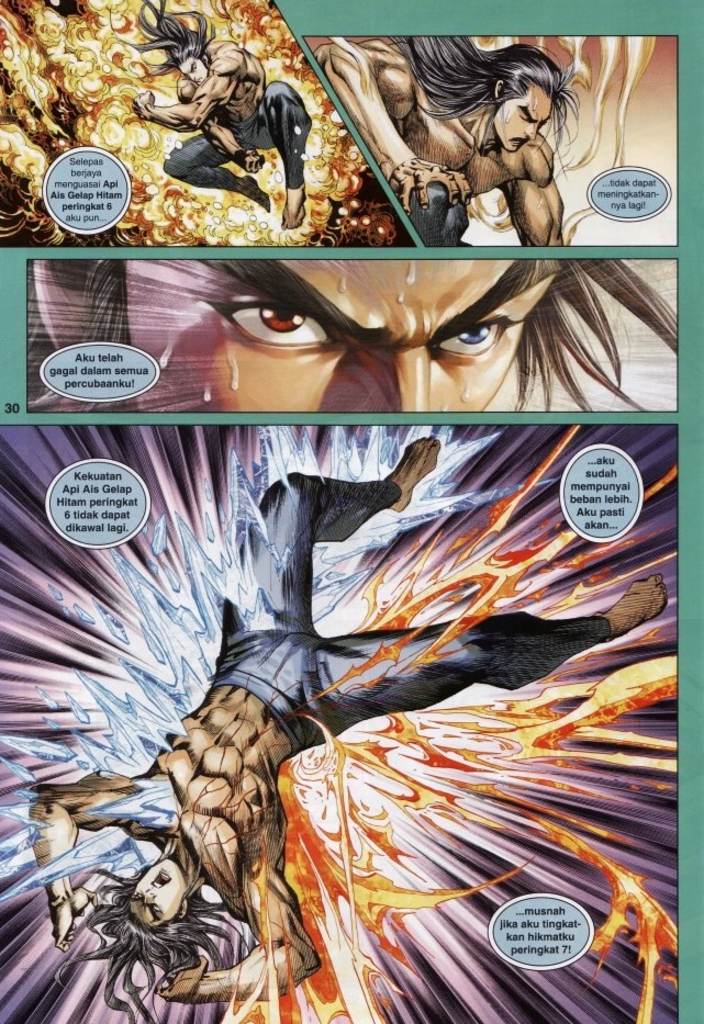 Selepas
berjaya
menguasai Api
Ais Gelap Hitam
peringkat 6
aku pun...
...tidak dapat
meningkatkan-
nya lagi!
Aku telah
gagal dalam semua
percubaanku!
30
Kekuatan
Api Ais Gelap
Hitam peringkat
6 tidak dapat
dikawal lagi.
...aku
sudah
mempunyai
beban lebih.
Aku pasti
akan...
...musnah
jika aku tingkat-
kan hikmatku
peringkat 7!